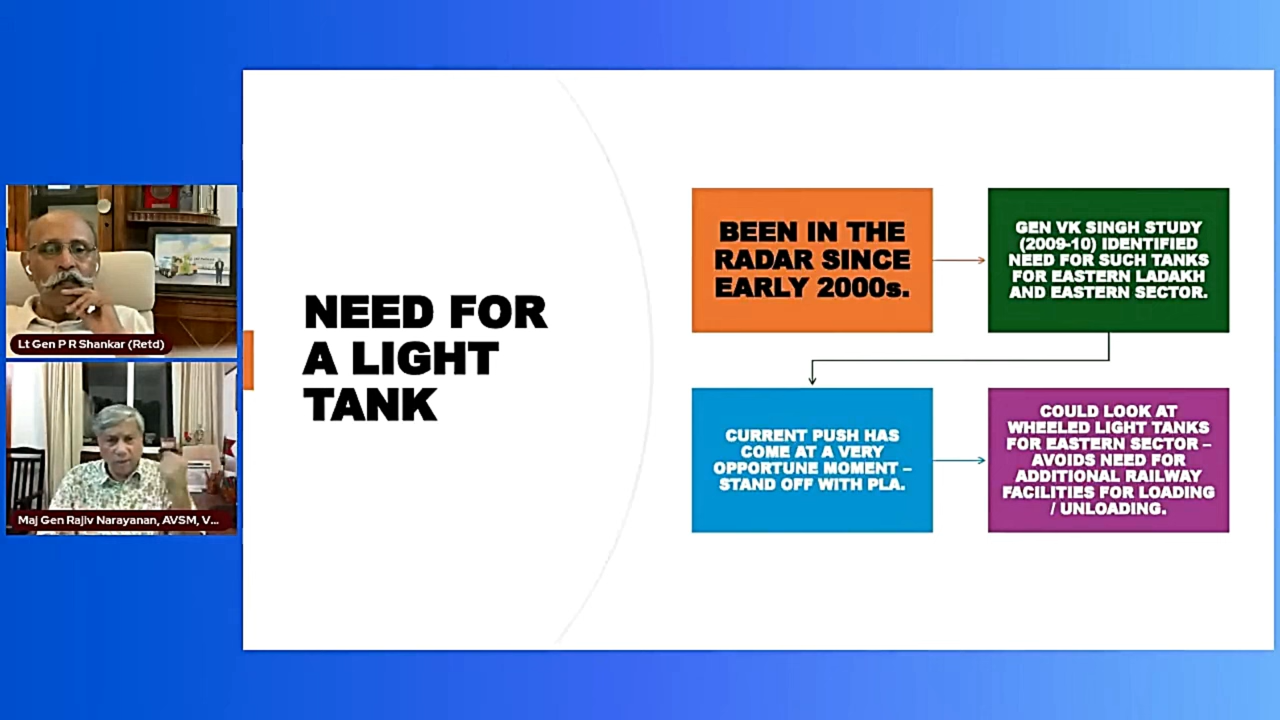 Lt Gen P R Shankar (Retd)
Maj Gen Rajiv Narayanan, AVSM, V...
NEED FOR
A LIGHT
TANK
BEEN IN THE
RADAR SINCE
EARLY 2000s.
GEN VK SINGH STUDY
(2009-10) IDENTIFIED
NEED FOR SUCH TANKS
FOR EASTERN LADAKH
AND EASTERN SECTOR.
CURRENT PUSH HAS
COME AT A VERY
OPPORTUNE MOMENT –
STAND OFF WITH PLA.
COULD LOOK AT
WHEELED LIGHT TANKS
FOR EASTERN SECTOR –
AVOIDS NEED FOR
ADDITIONAL RAILWAY
FACILITIES FOR LOADING
/ UNLOADING.